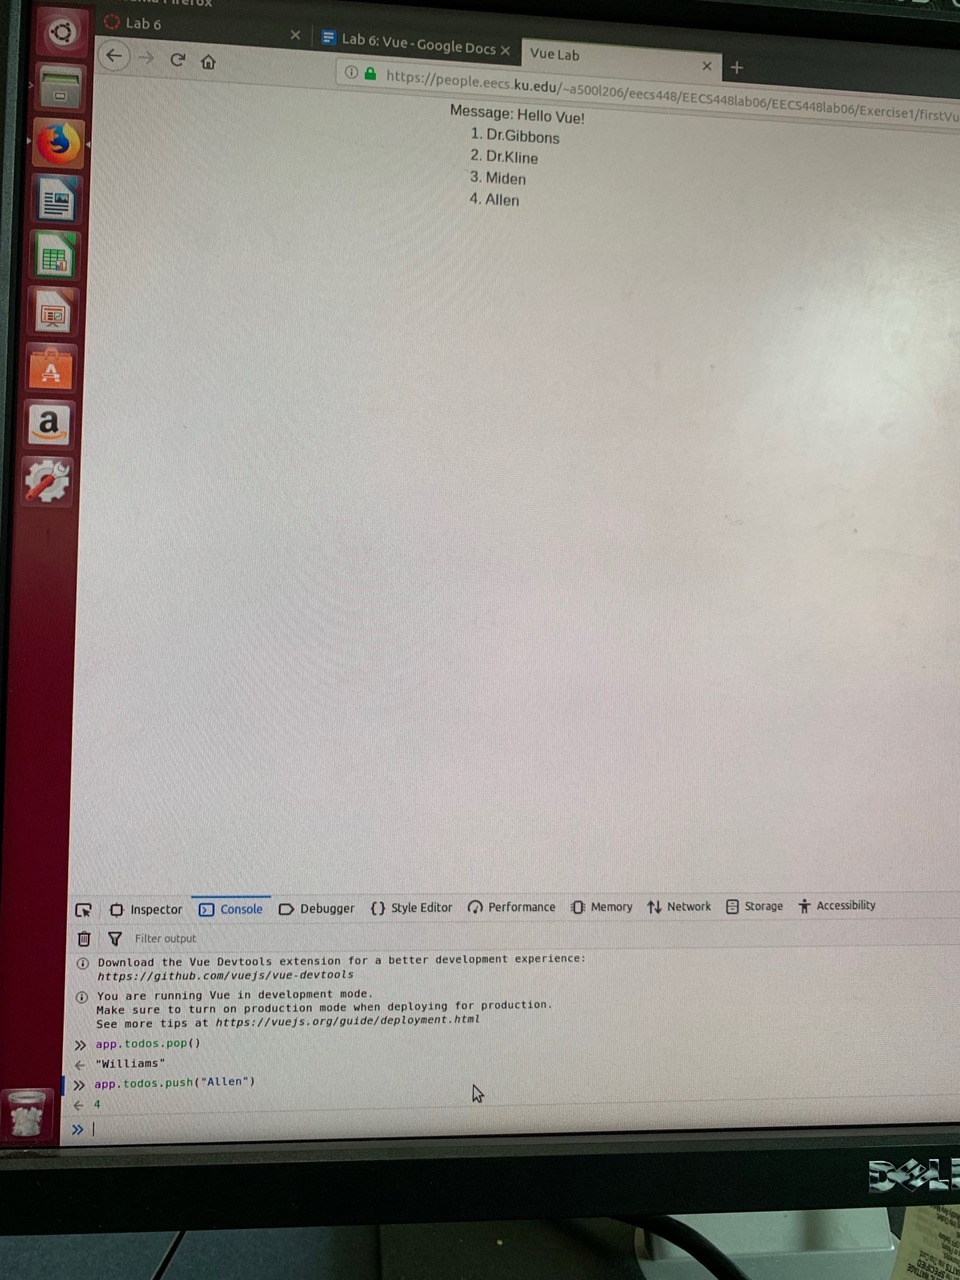 Lab 6
Lab 6: Vue - Google Docs
Vue Lab
https://people.eecs.ku.edu/~a500l206/eecs448/EECS448lab06/EECS448lab06/Exercise1/firstVu
Message: Hello Vue!
1. Dr.Gibbons
2. Dr.Kline
3. Miden
4. Allen
Inspector Console Debugger {} Style Editor Performance Memory Network Storage Accessibility
Filter output
Download the Vue Devtools extension for a better development experience:
https://github.com/vuejs/vue-devtools
You are running Vue in development mode.
Make sure to turn on production mode when deploying for production.
See more tips at https://vuejs.org/guide/deployment.html
» app.todos.pop()
← "Williams"
» app.todos.push("Allen")
← 4
»
DELL